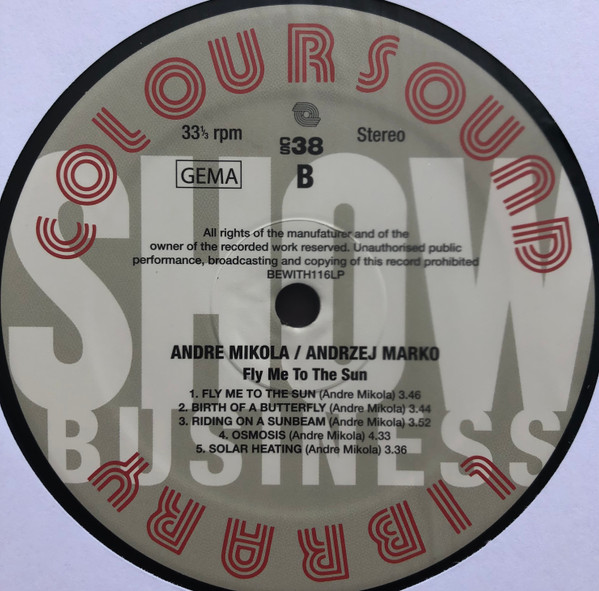 COLOURSOUND
33⅓ rpm
Stereo
CS 38
GEMA
B
SHOW
All rights of the manufaturer and of the
owner of the recorded work reserved. Unauthorised public
performance, broadcasting and copying of this record prohibited
BEWITH116LP
ANDRE MIKOLA / ANDRZEJ MARKO
Fly Me To The Sun
1. FLY ME TO THE SUN (Andre Mikola) 3.46
2. BIRTH OF A BUTTERFLY (Andre Mikola) 3.44
3. RIDING ON A SUNBEAM (Andre Mikola) 3.52
4. OSMOSIS (Andre Mikola) 4.33
5. SOLAR HEATING (Andre Mikola) 3.36
BUSINESS
LIBRARY